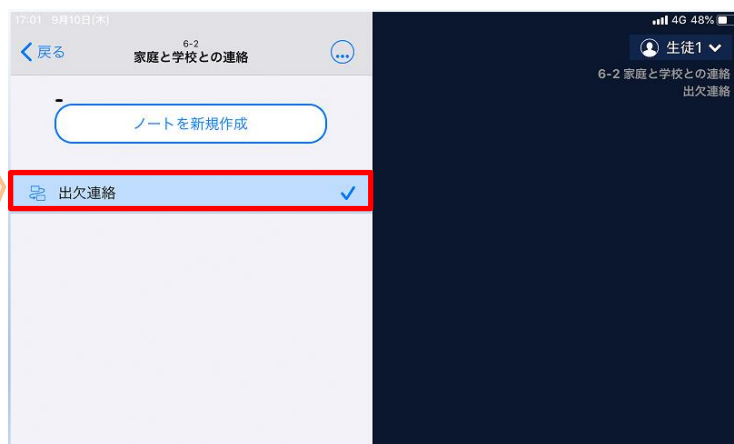 17:01 9月10日(木)
4G 48%
戻る
6-2
家庭と学校との連絡
生徒1
6-2 家庭と学校との連絡
出欠連絡
ノートを新規作成
出欠連絡